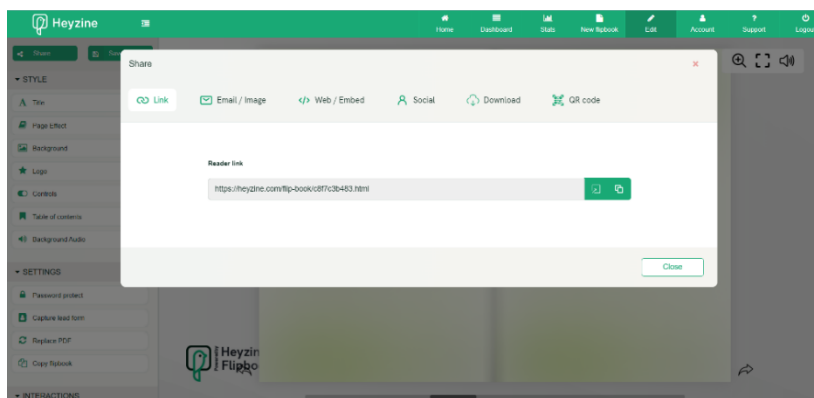 Heyzine
Home Dashboard Stats New flipbook Edit Account Support Logout
Share
Share
STYLE
Link Email / Image </> Web / Embed Social Download QR code
Title
Page Effect
Background
Reader link
Logo
https://heyzine.com/flip-book/c8f7c3b483.html
Controls
Table of contents
Background Audio
Close
SETTINGS
Password protect
Capture lead form
Replace PDF
Heyzin
Copy flipbook
Flipbo
INTERACTIONS